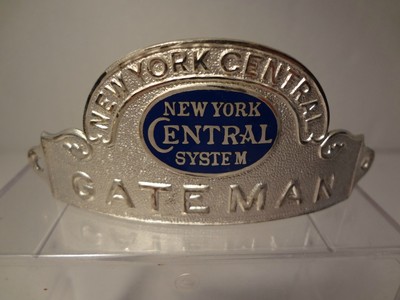 NEW YORK CENTRAL
NEW YORK
CENTRAL
SYSTEM
GATEMAN